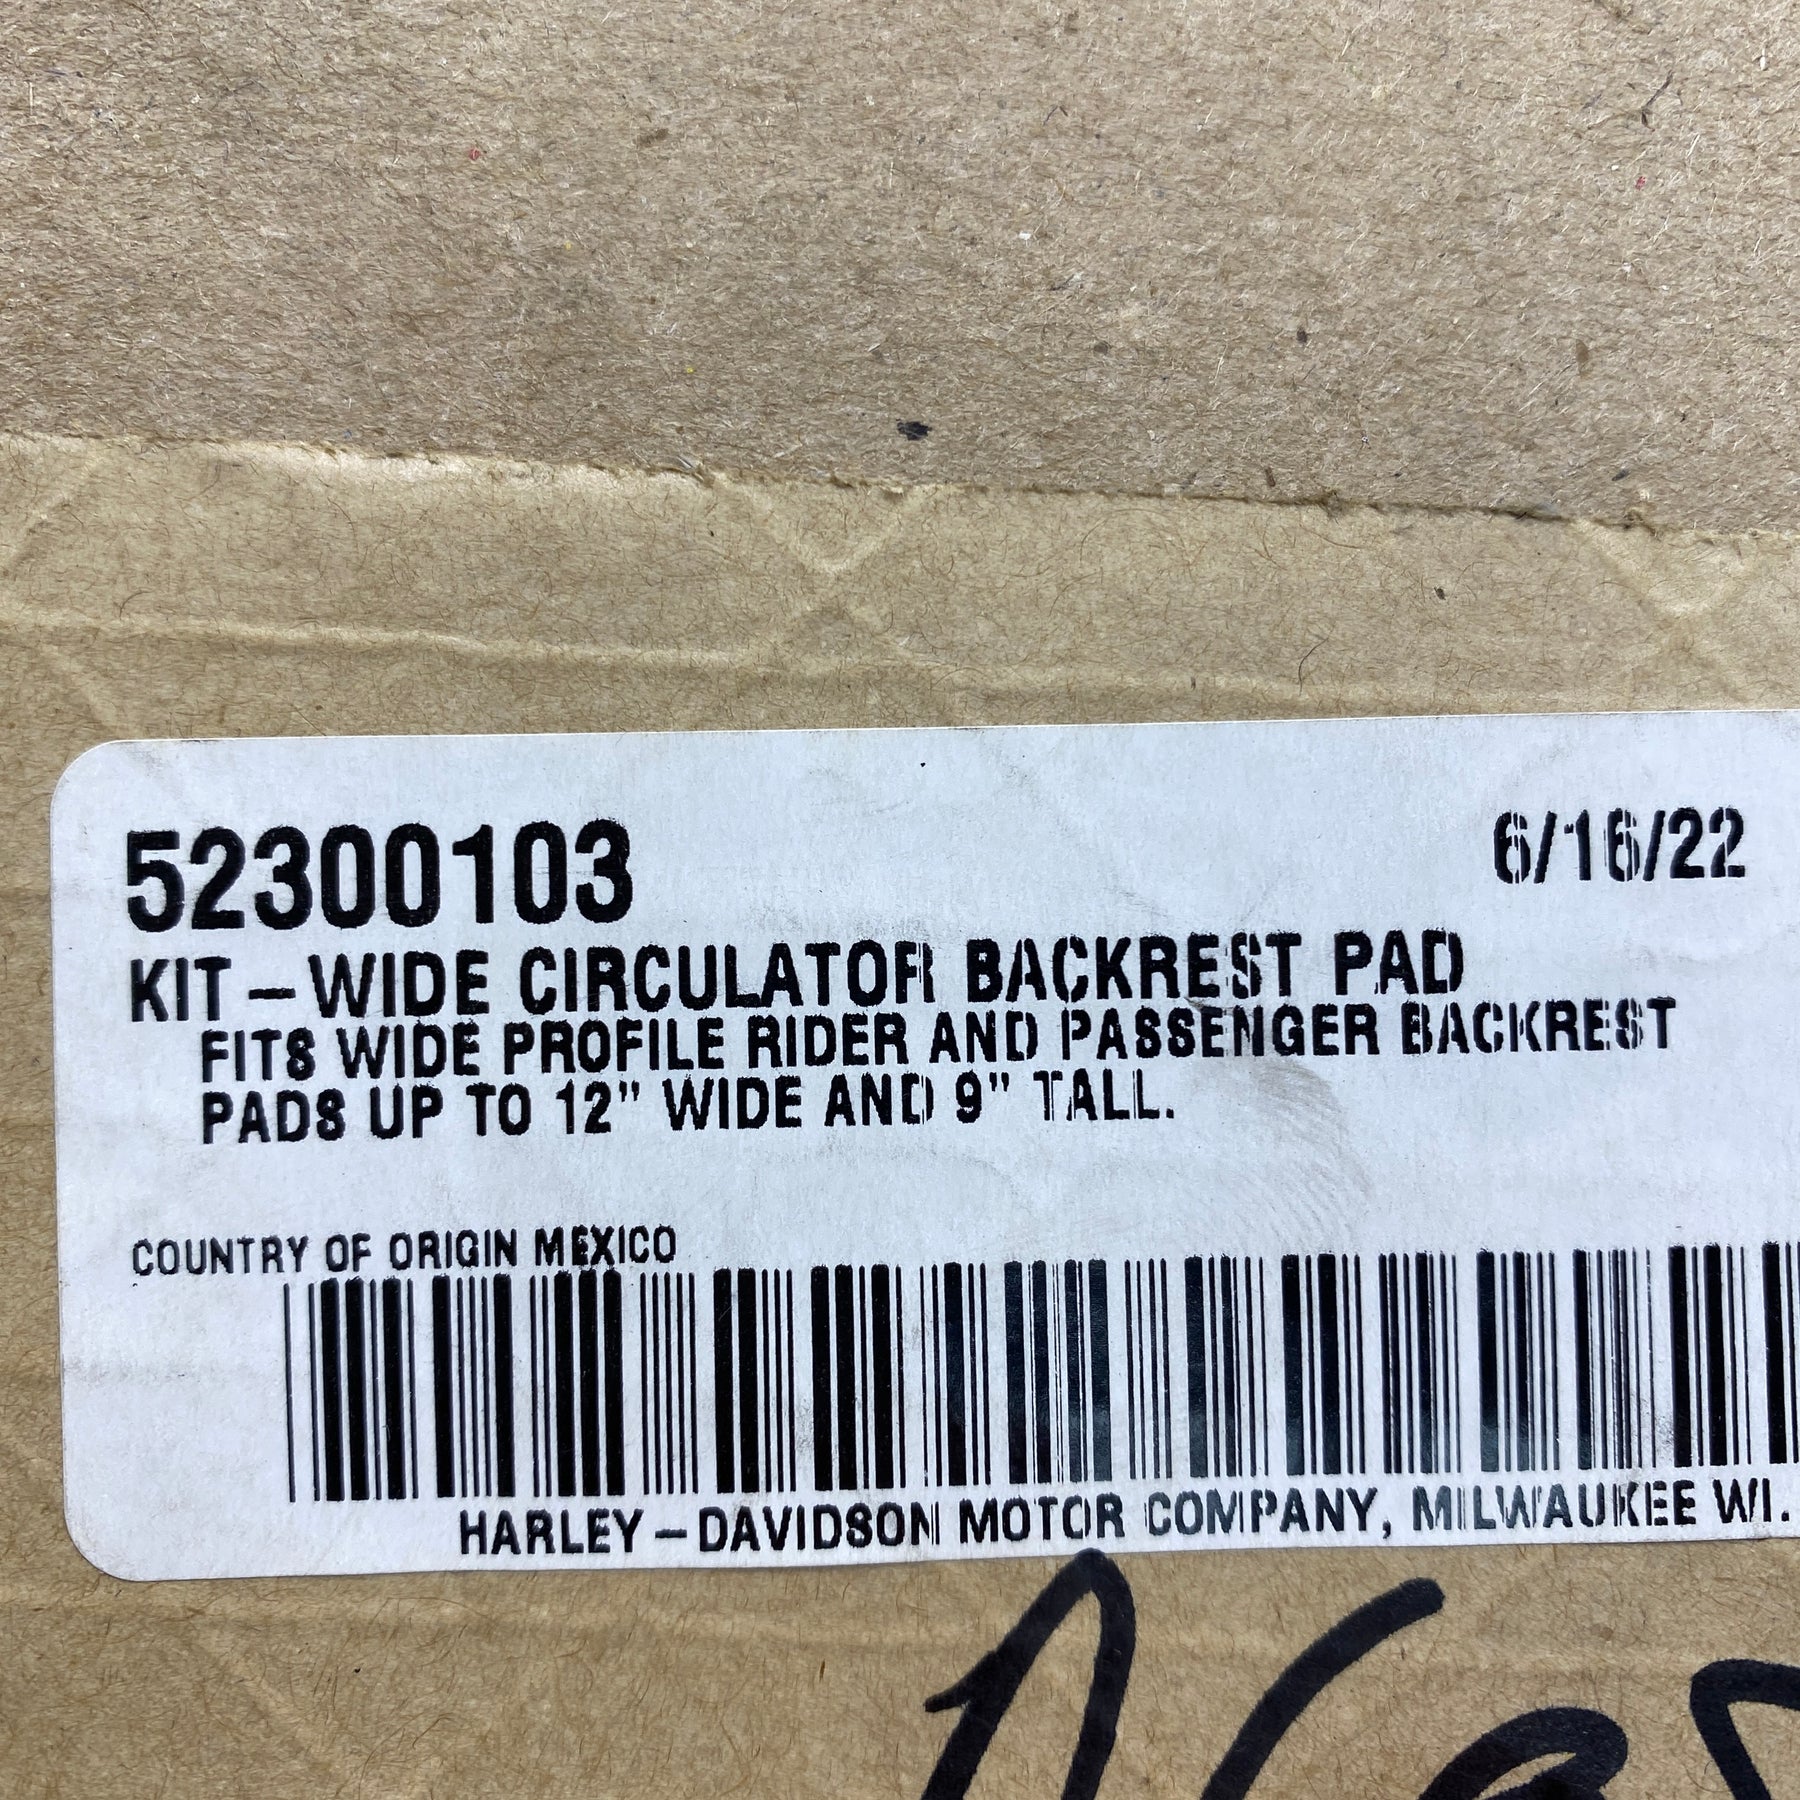 52300103 6/16/22
KIT-WIDE CIRCULATOR BACKREST PAD
FITS WIDE PROFILE RIDER AND PASSENGER BACKREST
PADS UP TO 12" WIDE AND 9" TALL.
COUNTRY OF ORIGIN MEXICO
HARLEY-DAVIDSON MOTOR COMPANY, MILWAUKEE WI.